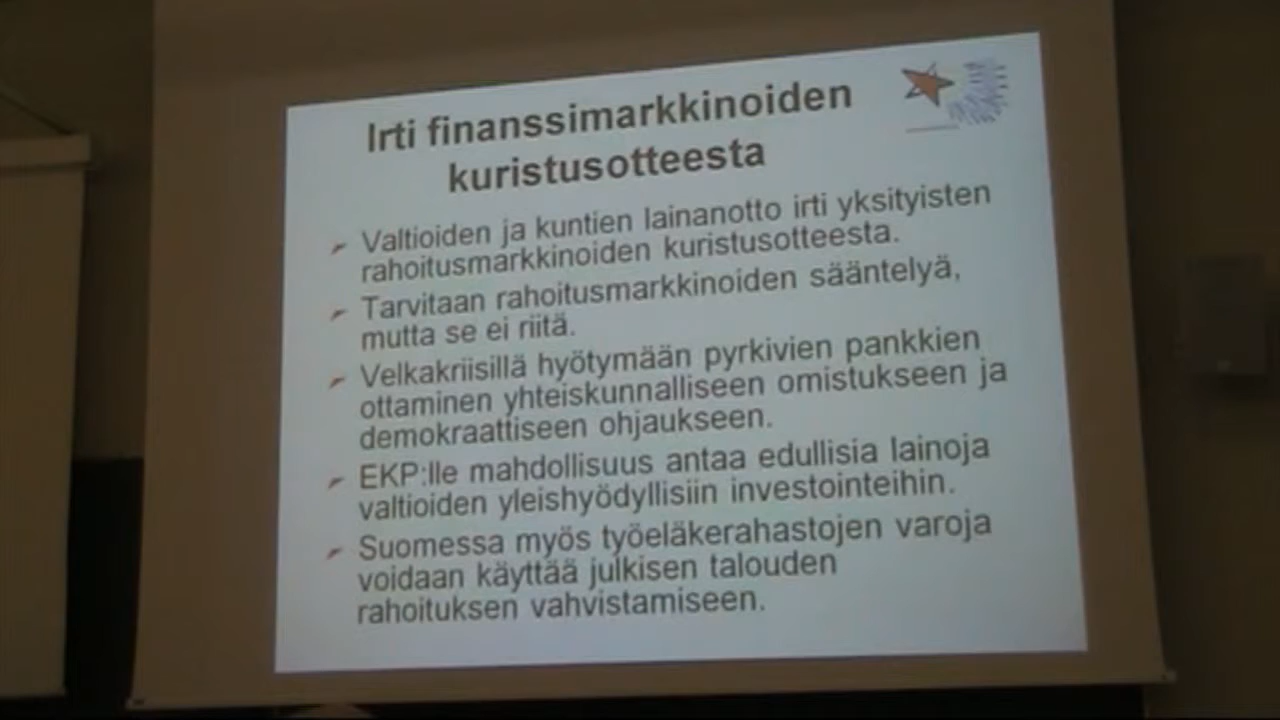 Irti finanssimarkkinoiden
kuristusotteesta
Valtioiden ja kuntien lainanotto irti yksityisten
rahoitusmarkkinoiden kuristusotteesta.
Tarvitaan rahoitusmarkkinoiden sääntelyä,
mutta se ei riitä.
Velkakriisillä hyötymään pyrkivien pankkien
ottaminen yhteiskunnalliseen omistukseen ja
demokraattiseen ohjaukseen.
EKP:lle mahdollisuus antaa edullisia lainoja
valtioiden yleishyödyllisiin investointeihin.
Suomessa myös työeläkerahastojen varoja
voidaan käyttää julkisen talouden
rahoituksen vahvistamiseen.